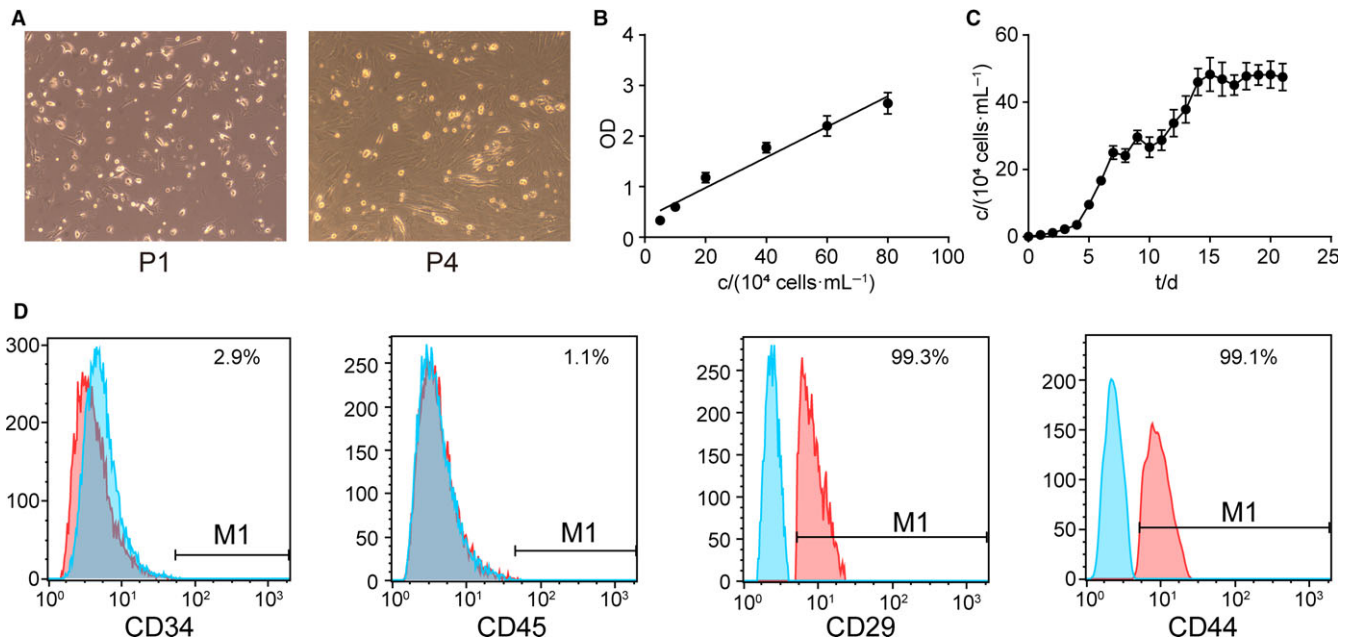 A
P1
P4
B
4
3
2
1
0
OD
0
20
40
60
80
100
c/(10⁴ cells·mL⁻¹)
C
60
40
20
0
c/(10⁴ cells·mL⁻¹)
0
5
10
15
20
25
t/d
D
300
200
100
0
2.9%
M1
10⁰ 10¹ 10² 10³
CD34
250
200
150
100
50
0
1.1%
M1
10⁰ 10¹ 10² 10³
CD45
250
200
150
100
50
0
99.3%
M1
10⁰ 10¹ 10² 10³
CD29
200
150
100
50
0
99.1%
M1
10⁰ 10¹ 10² 10³
CD44